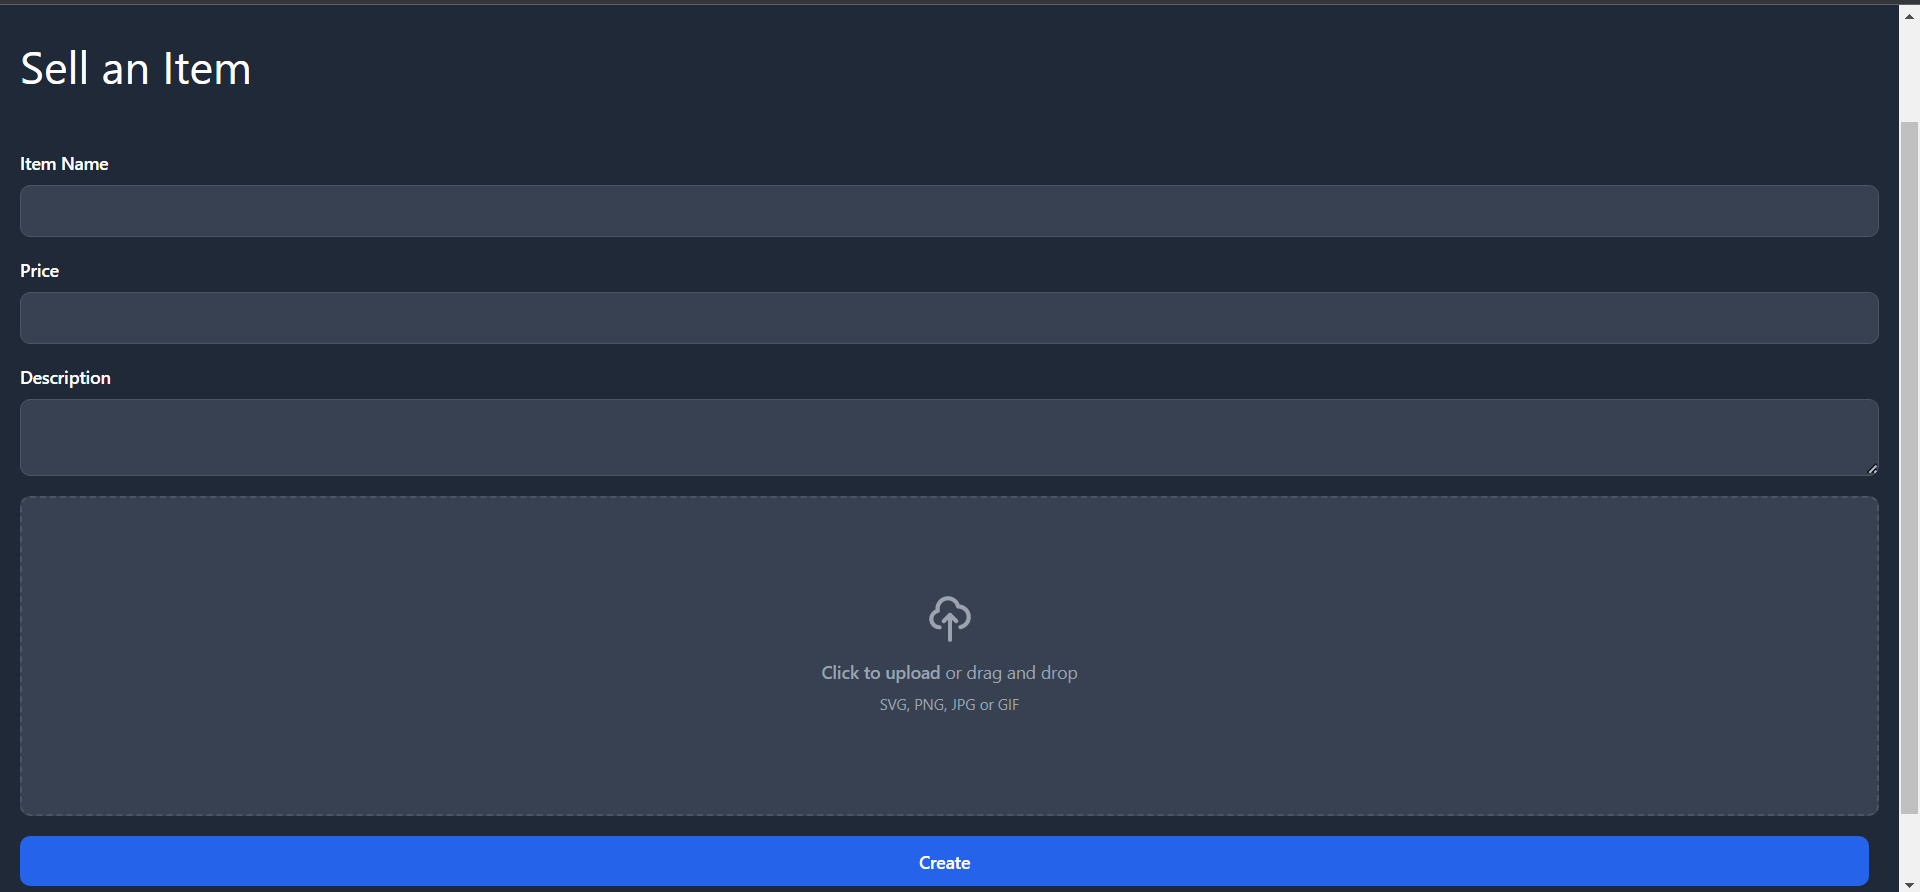 Sell an Item
Item Name
Price
Description
Click to upload or drag and drop
SVG, PNG, JPG or GIF
Create